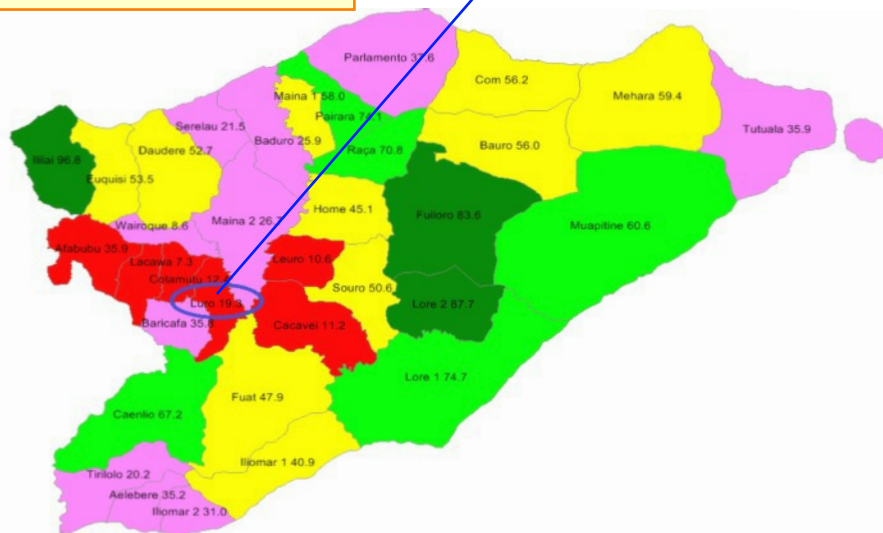 Parlamento 37.6
Com 56.2
Mehara 59.4
Maina 1 58.0
Pairara 74.1
Tutuala 35.9
Serelau 21.5
Baduro 25.9
Raça 70.8
Bauro 56.0
Daudere 52.7
Iliiai 96.8
Euquisi 53.5
Home 45.1
Fuiloro 83.6
Maina 2 26.7
Wairoque 8.6
Muapitine 60.6
Afabubu 35.9
Lacawa 7.3
Leuro 10.6
Cotamutu 12.
Souro 50.6
Luro 19.3
Lore 2 87.7
Baricafa 35.8
Cacavei 11.2
Lore 1 74.7
Fuat 47.9
Caenlio 67.2
Iliomar 1 40.9
Tirilolo 20.2
Aelebere 35.2
Iliomar 2 31.0